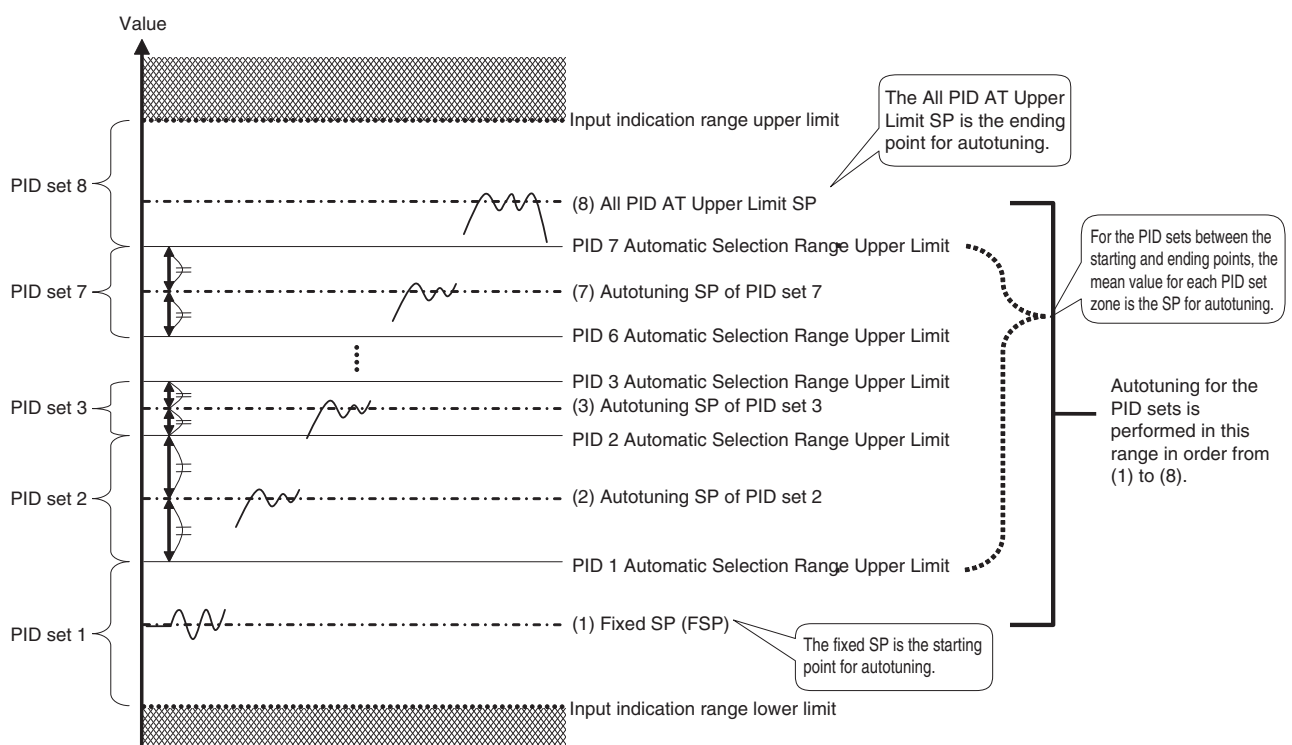 Value
Input indication range upper limit
The All PID AT Upper
Limit SP is the ending
point for autotuning.
PID set 8
(8) All PID AT Upper Limit SP
PID 7 Automatic Selection Range Upper Limit
For the PID sets between the
starting and ending points, the
mean value for each PID set
zone is the SP for autotuning.
PID set 7
(7) Autotuning SP of PID set 7
PID 6 Automatic Selection Range Upper Limit
PID 3 Automatic Selection Range Upper Limit
PID set 3
(3) Autotuning SP of PID set 3
PID 2 Automatic Selection Range Upper Limit
Autotuning for the
PID sets is
performed in this
range in order from
(1) to (8).
PID set 2
(2) Autotuning SP of PID set 2
PID 1 Automatic Selection Range Upper Limit
PID set 1
(1) Fixed SP (FSP)
The fixed SP is the starting
point for autotuning.
Input indication range lower limit